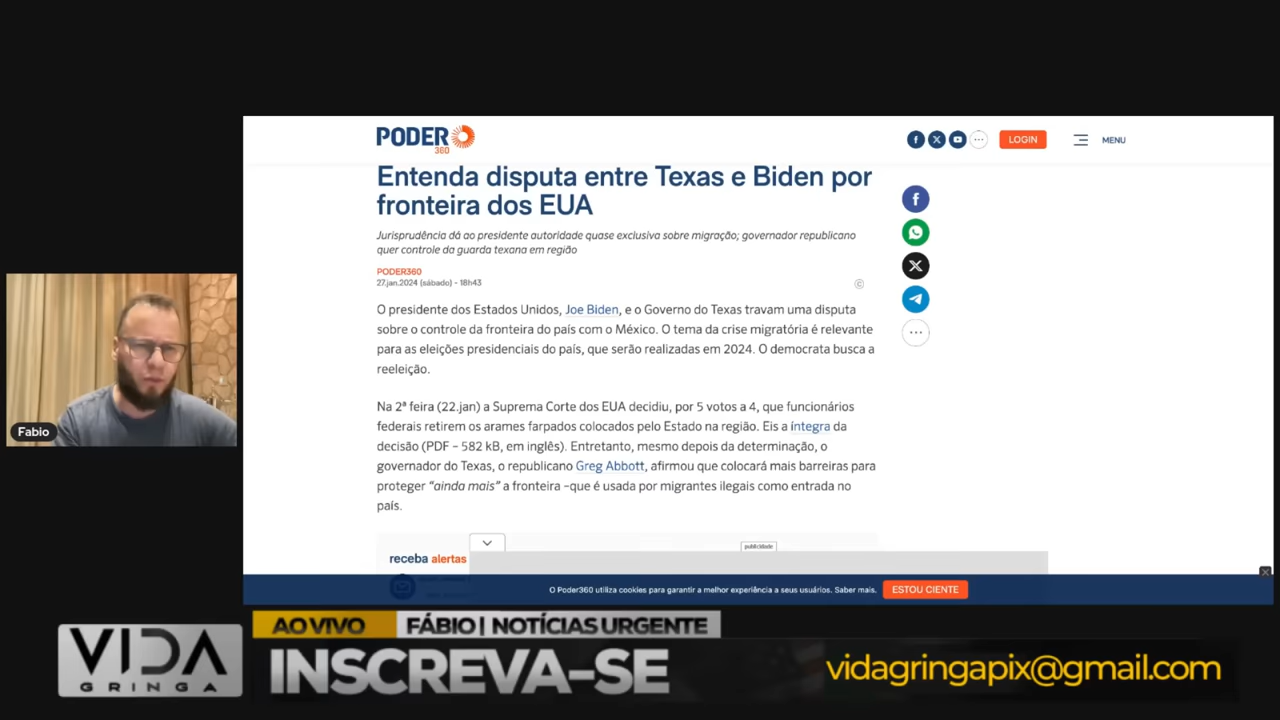 PODER
360
LOGIN
MENU
Entenda disputa entre Texas e Biden por
fronteira dos EUA
Jurisprudência dá ao presidente autoridade quase exclusiva sobre migração; governador republicano
quer controle da guarda texana em região
PODER360
27.jan.2024 (sábado) - 18h43
O presidente dos Estados Unidos, Joe Biden, e o Governo do Texas travam uma disputa
sobre o controle da fronteira do país com o México. O tema da crise migratória é relevante
para as eleições presidenciais do país, que serão realizadas em 2024. O democrata busca a
reeleição.
Na 2ª feira (22.jan) a Suprema Corte dos EUA decidiu, por 5 votos a 4, que funcionários
federais retirem os arames farpados colocados pelo Estado na região. Eis a íntegra da
decisão (PDF – 582 kB, em inglês). Entretanto, mesmo depois da determinação, o
governador do Texas, o republicano Greg Abbott, afirmou que colocará mais barreiras para
proteger “ainda mais” a fronteira –que é usada por migrantes ilegais como entrada no
país.
publicidade
receba alertas
O Poder360 utiliza cookies para garantir a melhor experiência a seus usuários. Saber mais.
ESTOU CIENTE
Fabio
AO VIVO
FÁBIO | NOTÍCIAS URGENTE
VIDA
GRINGA
INSCREVA-SE
vidagringapix@gmail.com